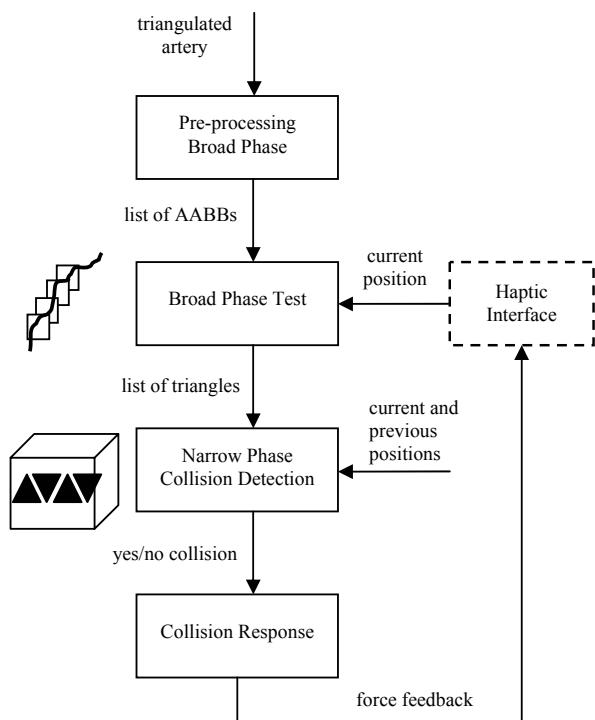 triangulated
artery
Pre-processing
Broad Phase
list of AABBs
current
position
Broad Phase Test
Haptic
Interface
list of triangles
current and
previous
positions
Narrow Phase
Collision Detection
yes/no collision
Collision Response
force feedback